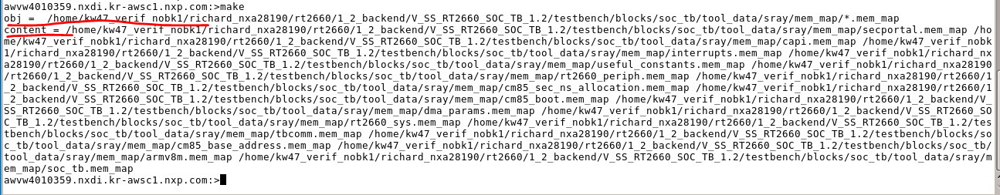 awvw4010359.nxdi.kr-awsc1.nxp.com:>make
obj =  /home/kw47_verif_nobk1/richard_nxa28190/rt2660/1_2_backend/V_SS_RT2660_SOC_TB_1.2/testbench/blocks/soc_tb/tool_data/sray/mem_map/*.mem_map
content = /home/kw47_verif_nobk1/richard_nxa28190/rt2660/1_2_backend/V_SS_RT2660_SOC_TB_1.2/testbench/blocks/soc_tb/tool_data/sray/mem_map/secportal.mem_map /ho
me/kw47_verif_nobk1/richard_nxa28190/rt2660/1_2_backend/V_SS_RT2660_SOC_TB_1.2/testbench/blocks/soc_tb/tool_data/sray/mem_map/capi.mem_map /home/kw47_verif_nobk
1/richard_nxa28190/rt2660/1_2_backend/V_SS_RT2660_SOC_TB_1.2/testbench/blocks/soc_tb/tool_data/sray/mem_map/interrupts.mem_map /home/kw47_verif_nobk1/richard_nx
a28190/rt2660/1_2_backend/V_SS_RT2660_SOC_TB_1.2/testbench/blocks/soc_tb/tool_data/sray/mem_map/useful_constants.mem_map /home/kw47_verif_nobk1/richard_nxa28190
/rt2660/1_2_backend/V_SS_RT2660_SOC_TB_1.2/testbench/blocks/soc_tb/tool_data/sray/mem_map/rt2660_periph.mem_map /home/kw47_verif_nobk1/richard_nxa28190/rt2660/1
_2_backend/V_SS_RT2660_SOC_TB_1.2/testbench/blocks/soc_tb/tool_data/sray/mem_map/cm85_sec_ns_allocation.mem_map /home/kw47_verif_nobk1/richard_nxa28190/rt2660/1
_2_backend/V_SS_RT2660_SOC_TB_1.2/testbench/blocks/soc_tb/tool_data/sray/mem_map/cm85_boot.mem_map /home/kw47_verif_nobk1/richard_nxa28190/rt2660/1_2_backend/V_
SS_RT2660_SOC_TB_1.2/testbench/blocks/soc_tb/tool_data/sray/mem_map/dma_params.mem_map /home/kw47_verif_nobk1/richard_nxa28190/rt2660/1_2_backend/V_SS_RT2660_SO
C_TB_1.2/testbench/blocks/soc_tb/tool_data/sray/mem_map/rt2660_sys.mem_map /home/kw47_verif_nobk1/richard_nxa28190/rt2660/1_2_backend/V_SS_RT2660_SOC_TB_1.2/tes
tbench/blocks/soc_tb/tool_data/sray/mem_map/tbcomm.mem_map /home/kw47_verif_nobk1/richard_nxa28190/rt2660/1_2_backend/V_SS_RT2660_SOC_TB_1.2/testbench/blocks/so
c_tb/tool_data/sray/mem_map/cm85_base_address.mem_map /home/kw47_verif_nobk1/richard_nxa28190/rt2660/1_2_backend/V_SS_RT2660_SOC_TB_1.2/testbench/blocks/soc_tb/
tool_data/sray/mem_map/armv8m.mem_map /home/kw47_verif_nobk1/richard_nxa28190/rt2660/1_2_backend/V_SS_RT2660_SOC_TB_1.2/testbench/blocks/soc_tb/tool_data/sray/m
em_map/soc_tb.mem_map
awvw4010359.nxdi.kr-awsc1.nxp.com:>